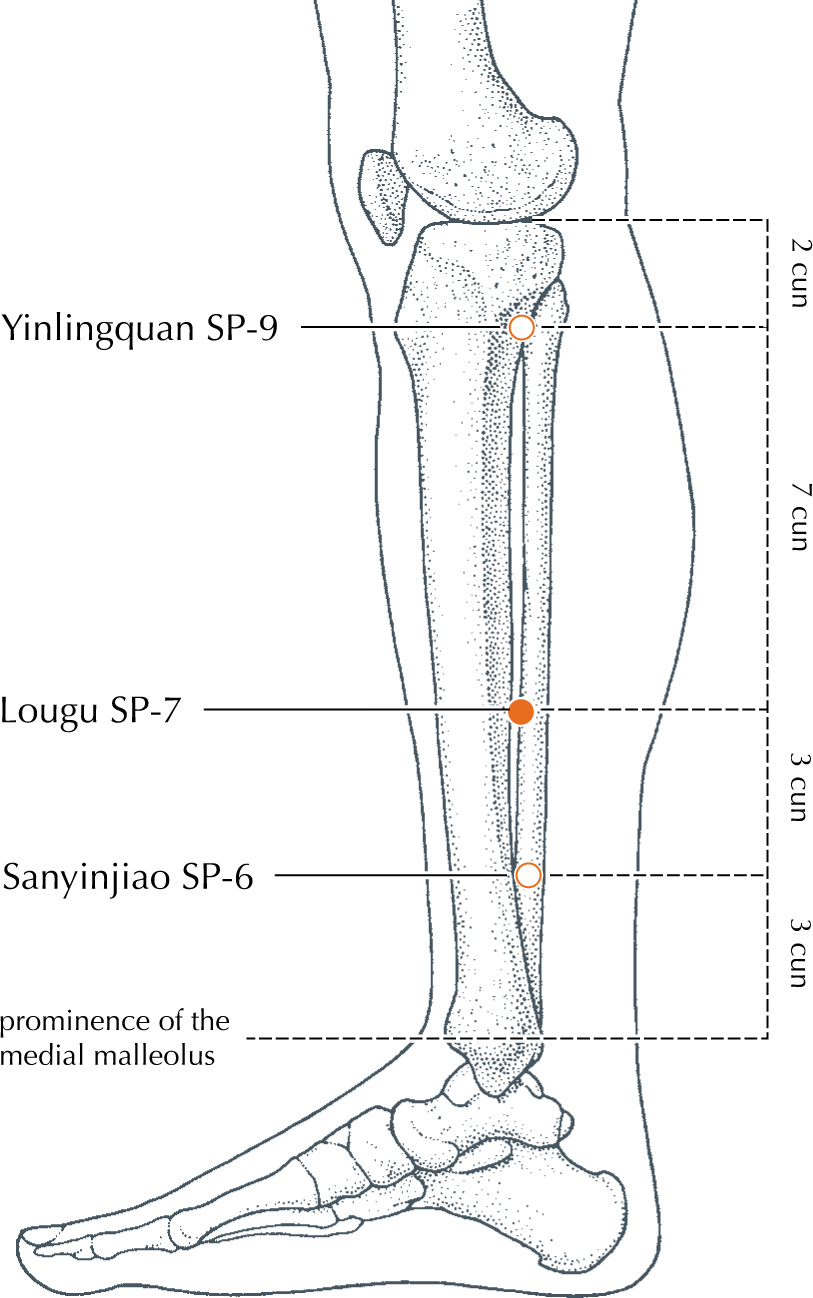 2 cun
Yinlingquan SP-9
7 cun
Lougu SP-7
3 cun
Sanyinjiao SP-6
3 cun
prominence of the
medial malleolus